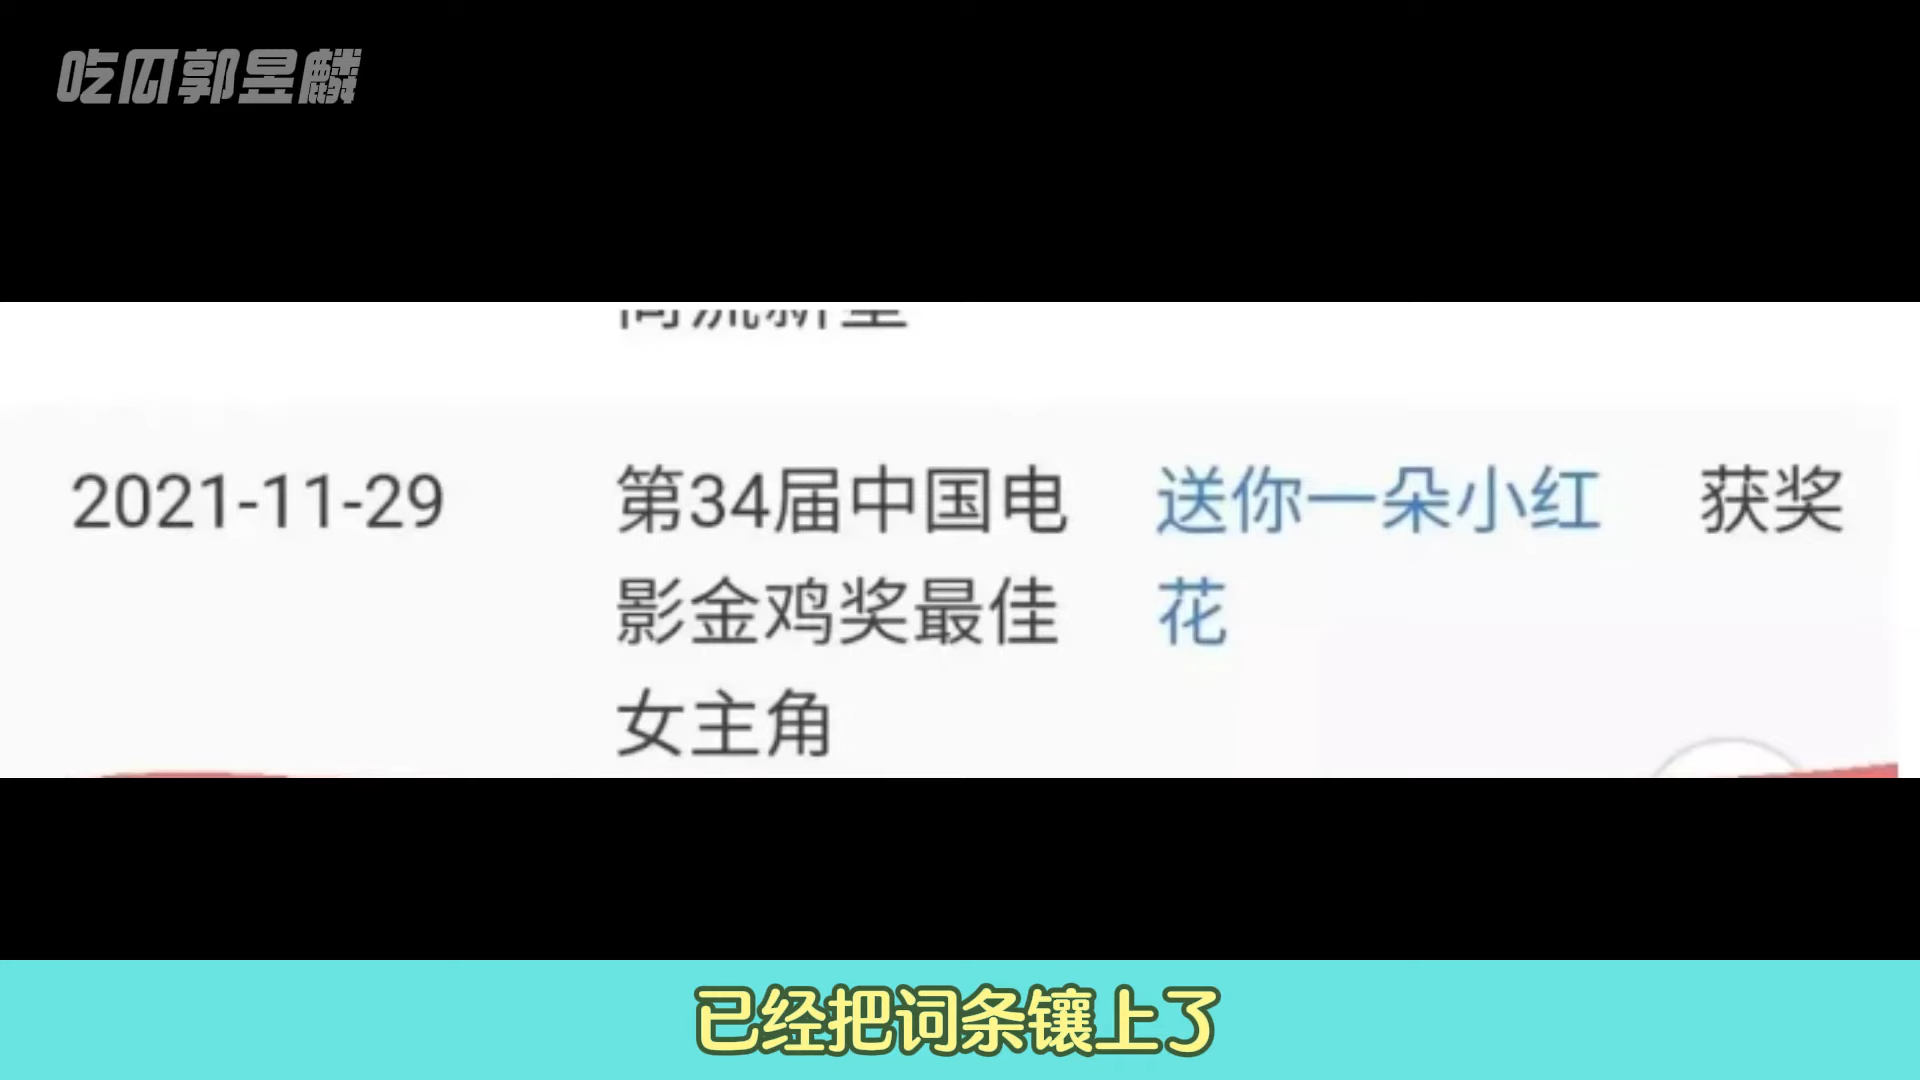 吃瓜郭昱麟
2021-11-29 第34届中国电 送你一朵小红 获奖
影金鸡奖最佳 花
女主角
已经把词条镶上了